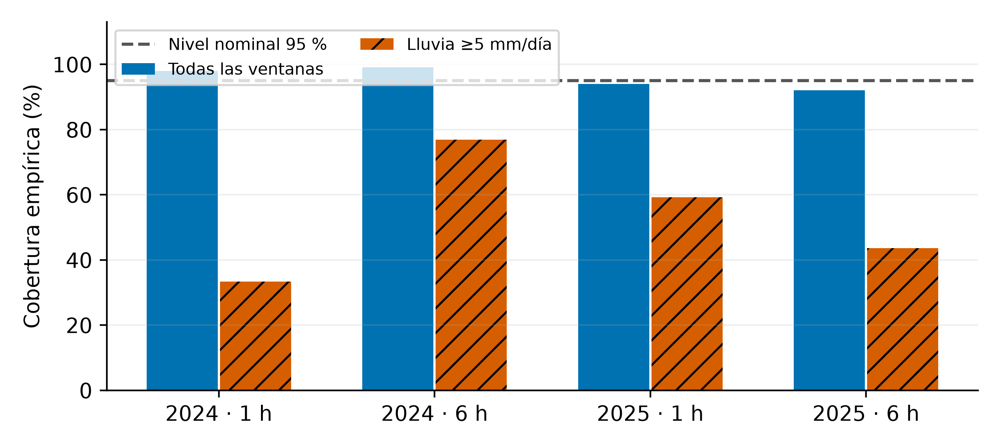 Nivel nominal 95 %
Todas las ventanas
Lluvia ≥5 mm/día
Cobertura empírica (%)
100
80
60
40
20
0
2024 · 1 h
2024 · 6 h
2025 · 1 h
2025 · 6 h